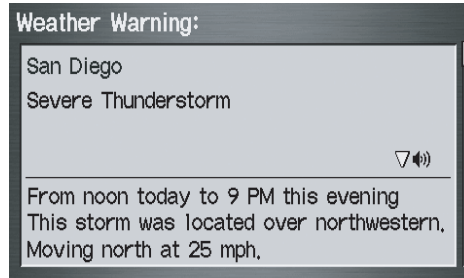 Weather Warning:
San Diego
Severe Thunderstorm
From noon today to 9 PM this evening
This storm was located over northwestern,
Moving north at 25 mph,